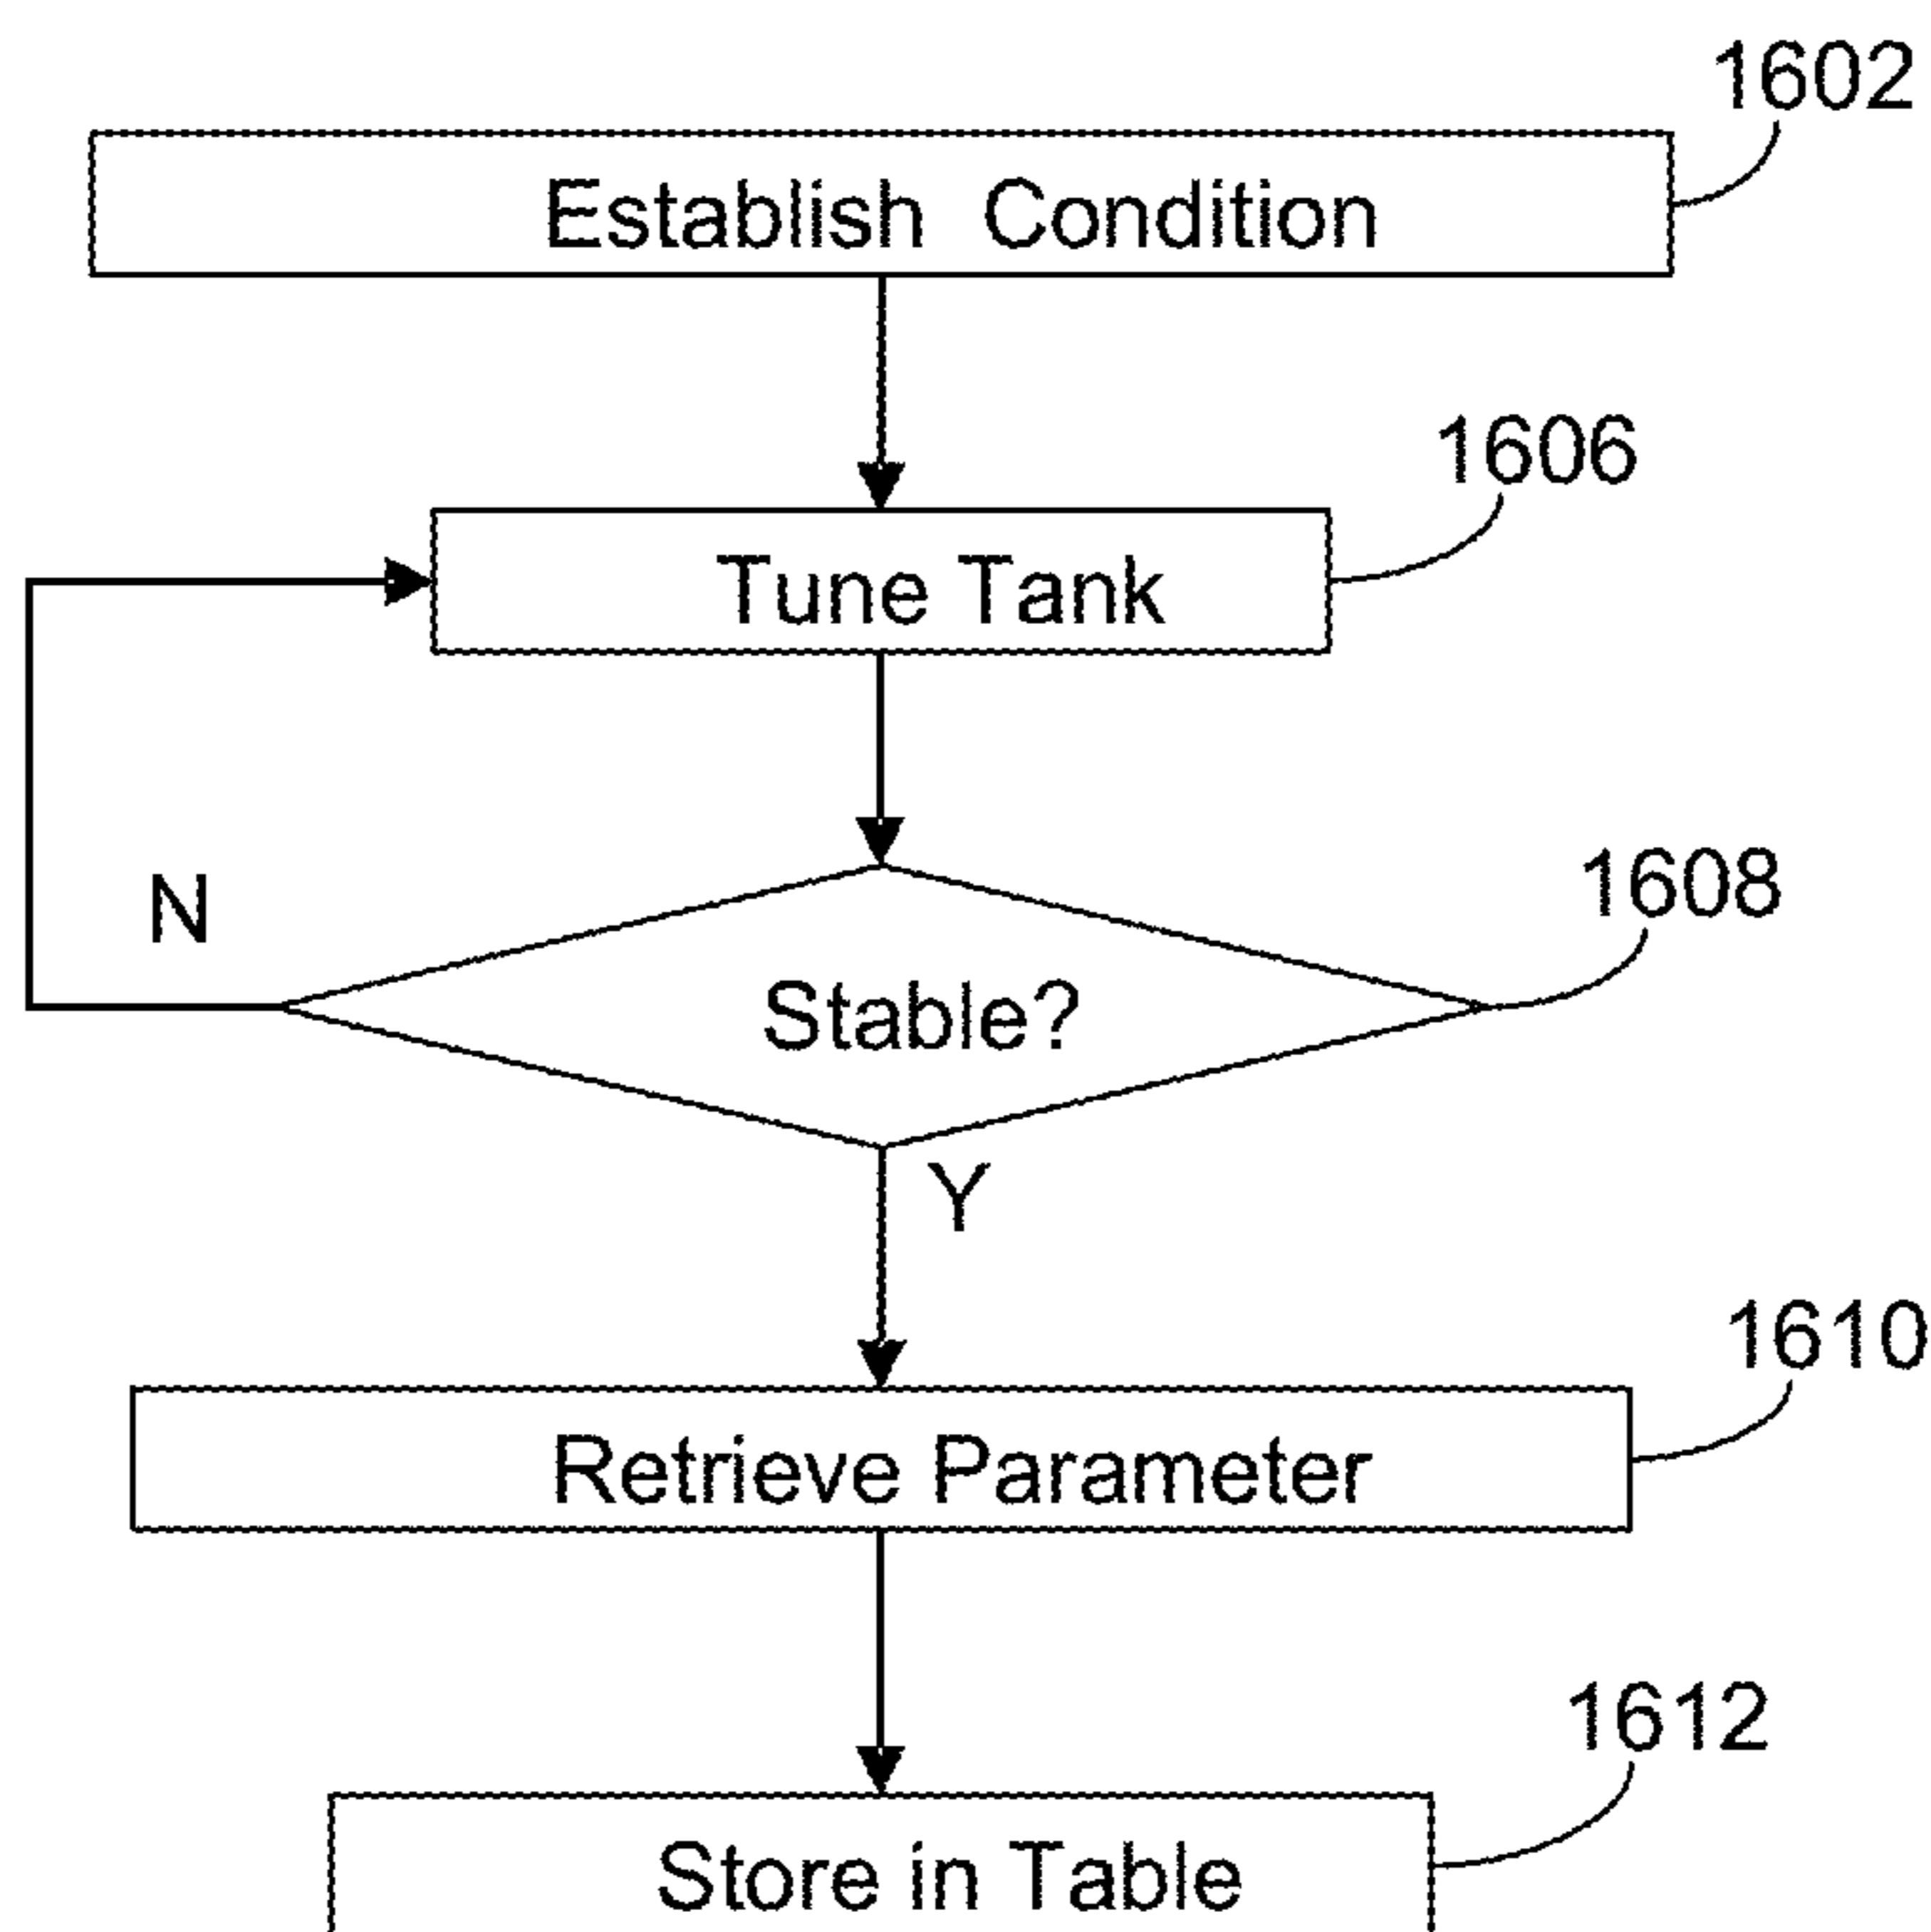 1602
Establish Condition
1606
Tune Tank
1608
N
Stable?
Y
1610
Retrieve Parameter
1612
Store in Table